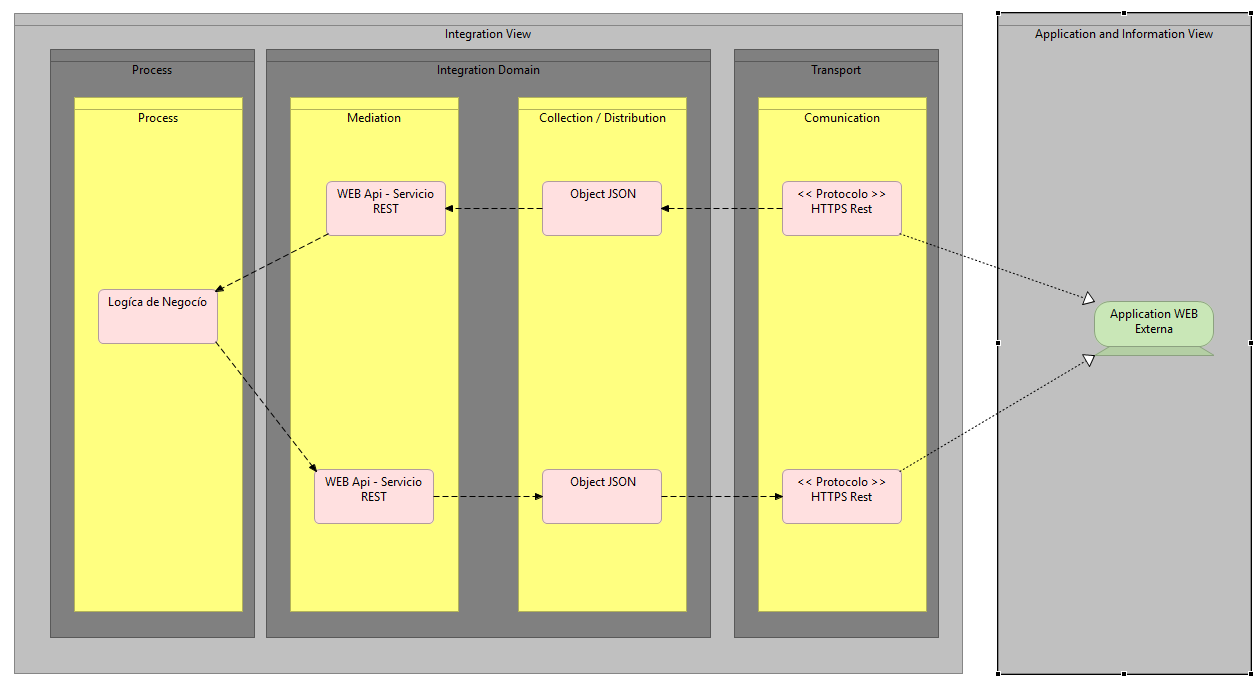 Integration View
Application and Information View
Process
Integration Domain
Transport
Process
Mediation
Collection / Distribution
Comunication
WEB Api - Servicio
REST
Object JSON
<< Protocolo >>
HTTPS Rest
Logíca de Negocío
Application WEB
Externa
WEB Api - Servicio
REST
Object JSON
<< Protocolo >>
HTTPS Rest